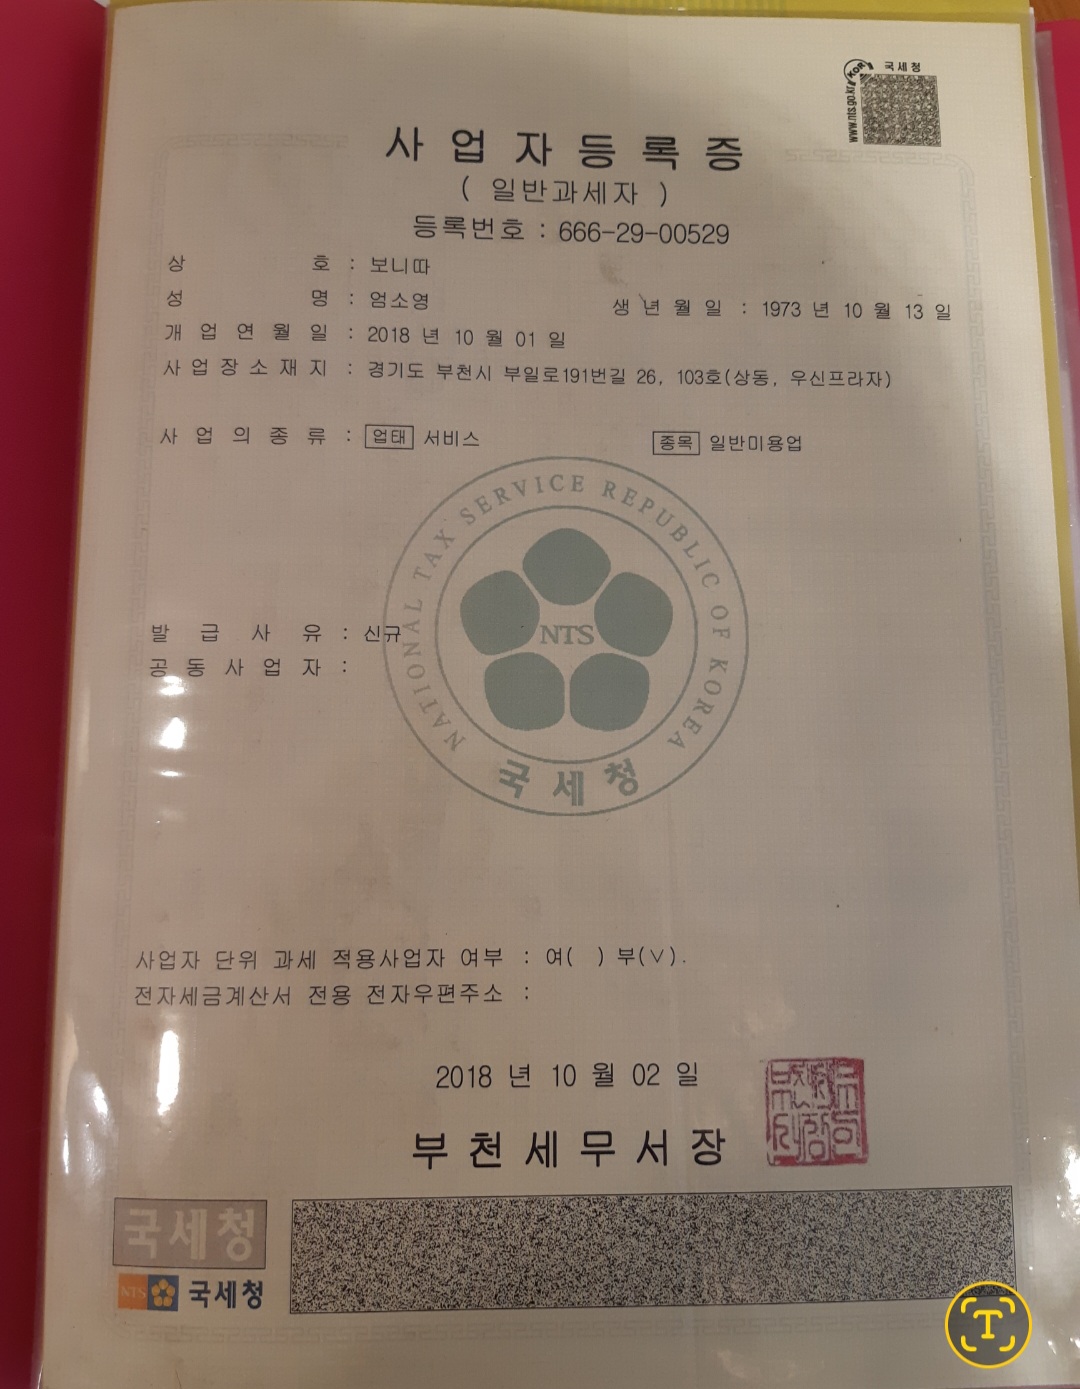 국세청
KOR
www.nts.go.kr
사업자등록증
( 일반과세자 )
등록번호 : 666-29-00529
상 호 : 보니따
성 명 : 엄소영 생년월일 : 1973 년 10 월 13 일
개업연월일 : 2018 년 10 월 01 일
사업장소재지 : 경기도 부천시 부일로191번길 26, 103호(상동, 우신프라자)
사업의종류 : 업태 서비스 종목 일반미용업
NATIONAL TAX SERVICE REPUBLIC OF KOREA
NTS
국세청
발급사유 : 신규
공동사업자 :
사업자 단위 과세 적용사업자 여부 : 여( ) 부(∨).
전자세금계산서 전용 전자우편주소 :
2018 년 10 월 02 일
부천세무서장
국세청
NTS 국세청
T